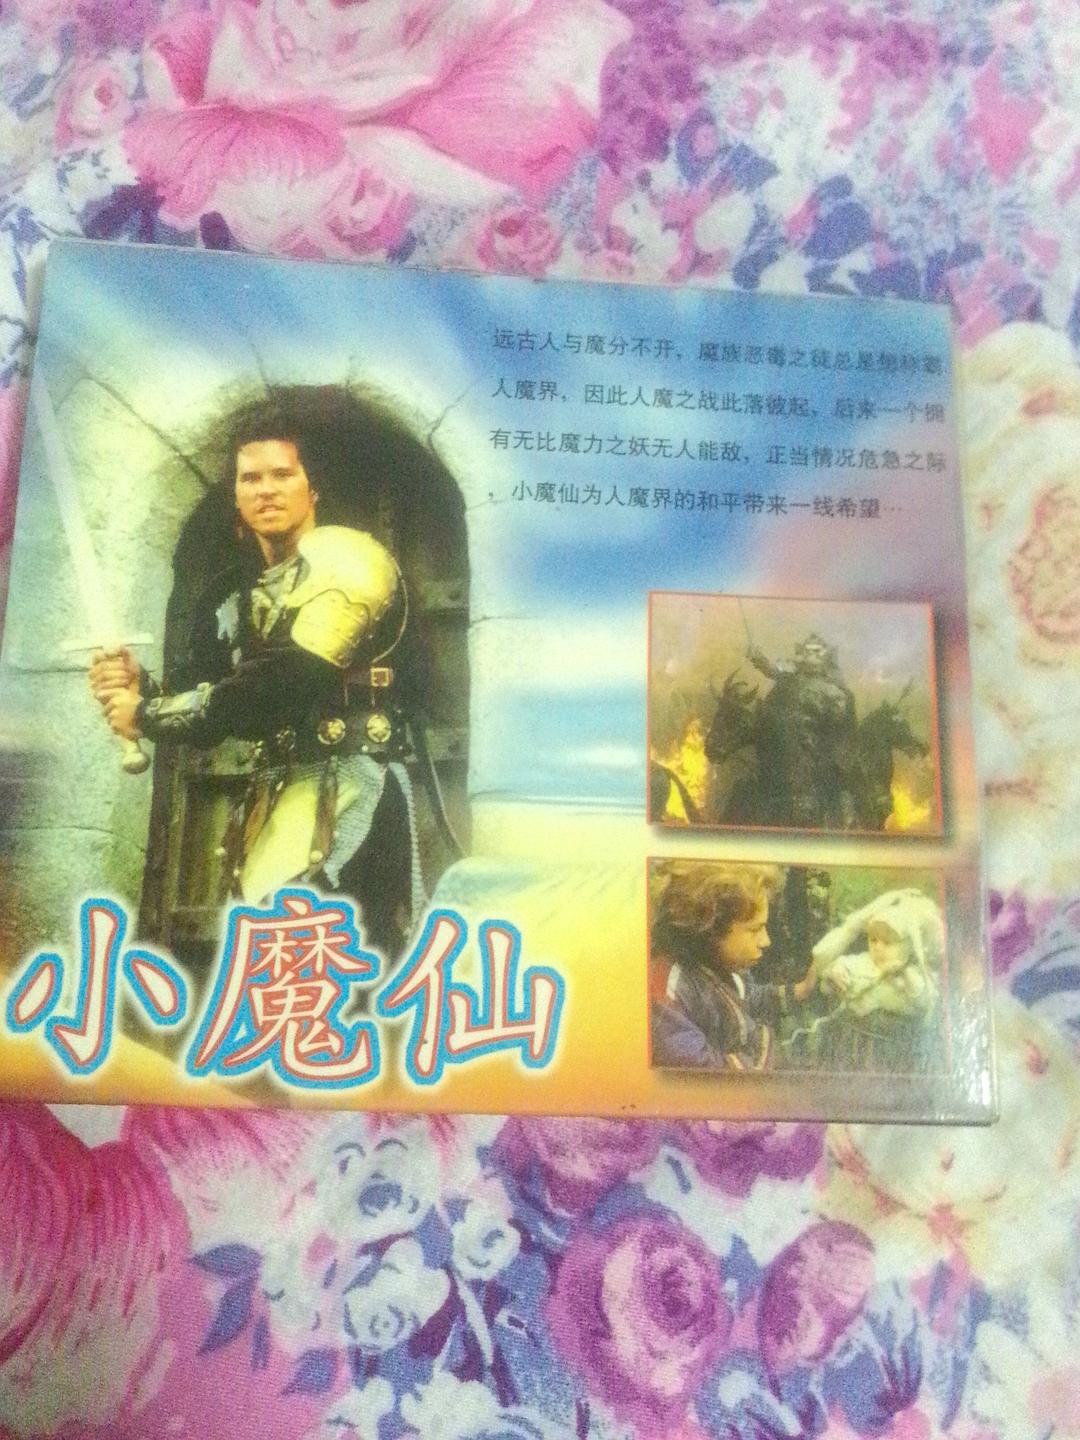 远古人与魔分不开，魔族恶毒之徒总是想称霸
人魔界，因此人魔之战此落彼起，后来一个拥
有无比魔力之妖无人能敌，正当情况危急之际
，小魔仙为人魔界的和平带来一线希望…
小魔仙